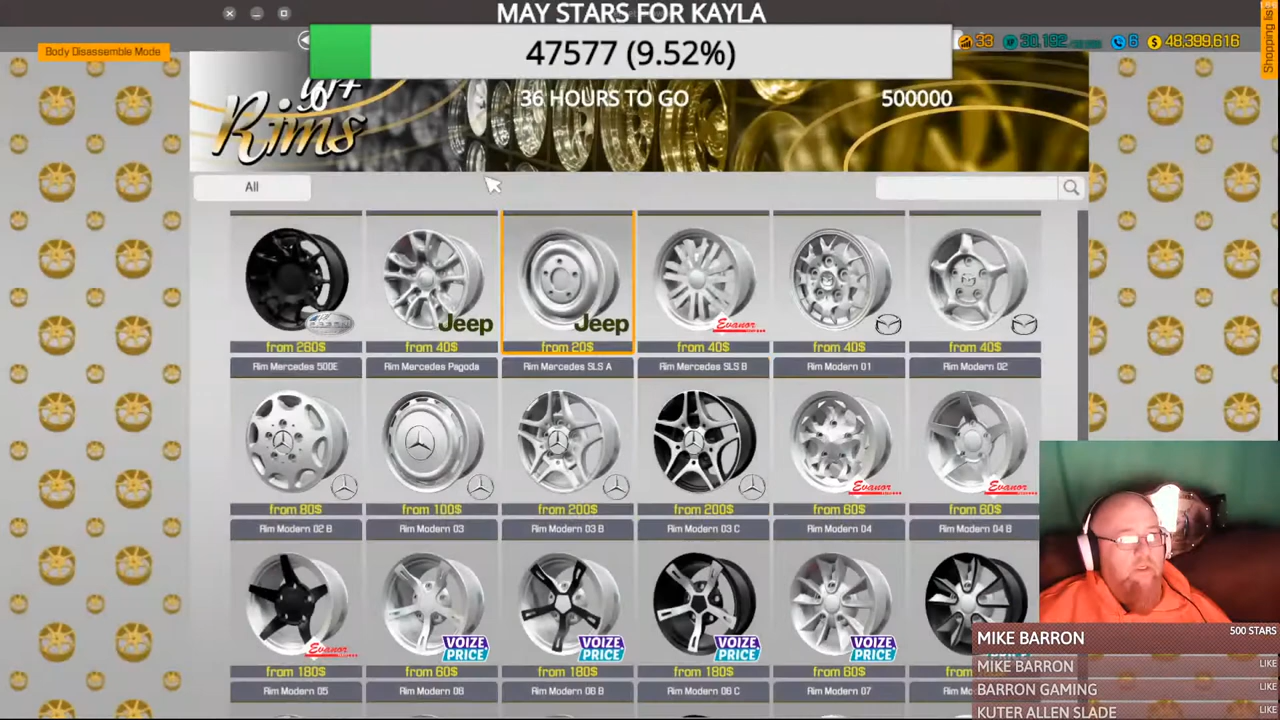 MAY STARS FOR KAYLA
47577 (9.52%)
36 HOURS TO GO
500000
Body Disassemble Mode
33
30,192
6
48,399,616
Shopping list
Rims
All
Jeep
Jeep
Evanor
from 260$
from 40$
from 20$
from 40$
from 40$
from 40$
Rim Mercedes 500E
Rim Mercedes Pagoda
Rim Mercedes SLS A
Rim Mercedes SLS B
Rim Modern 01
Rim Modern 02
Evanor
Evanor
from 80$
from 100$
from 200$
from 200$
from 60$
from 60$
Rim Modern 02 B
Rim Modern 03
Rim Modern 03 B
Rim Modern 03 C
Rim Modern 04
Rim Modern 04 B
Evanor
VOIZE PRICE
VOIZE PRICE
VOIZE PRICE
VOIZE PRICE
from 180$
from 60$
from 180$
from 180$
from 60$
Rim Modern 05
Rim Modern 06
Rim Modern 06 B
Rim Modern 06 C
Rim Modern 07
MIKE BARRON
500 STARS
MIKE BARRON
LIKE
BARRON GAMING
LIKE
KUTER ALLEN SLADE
LIKE